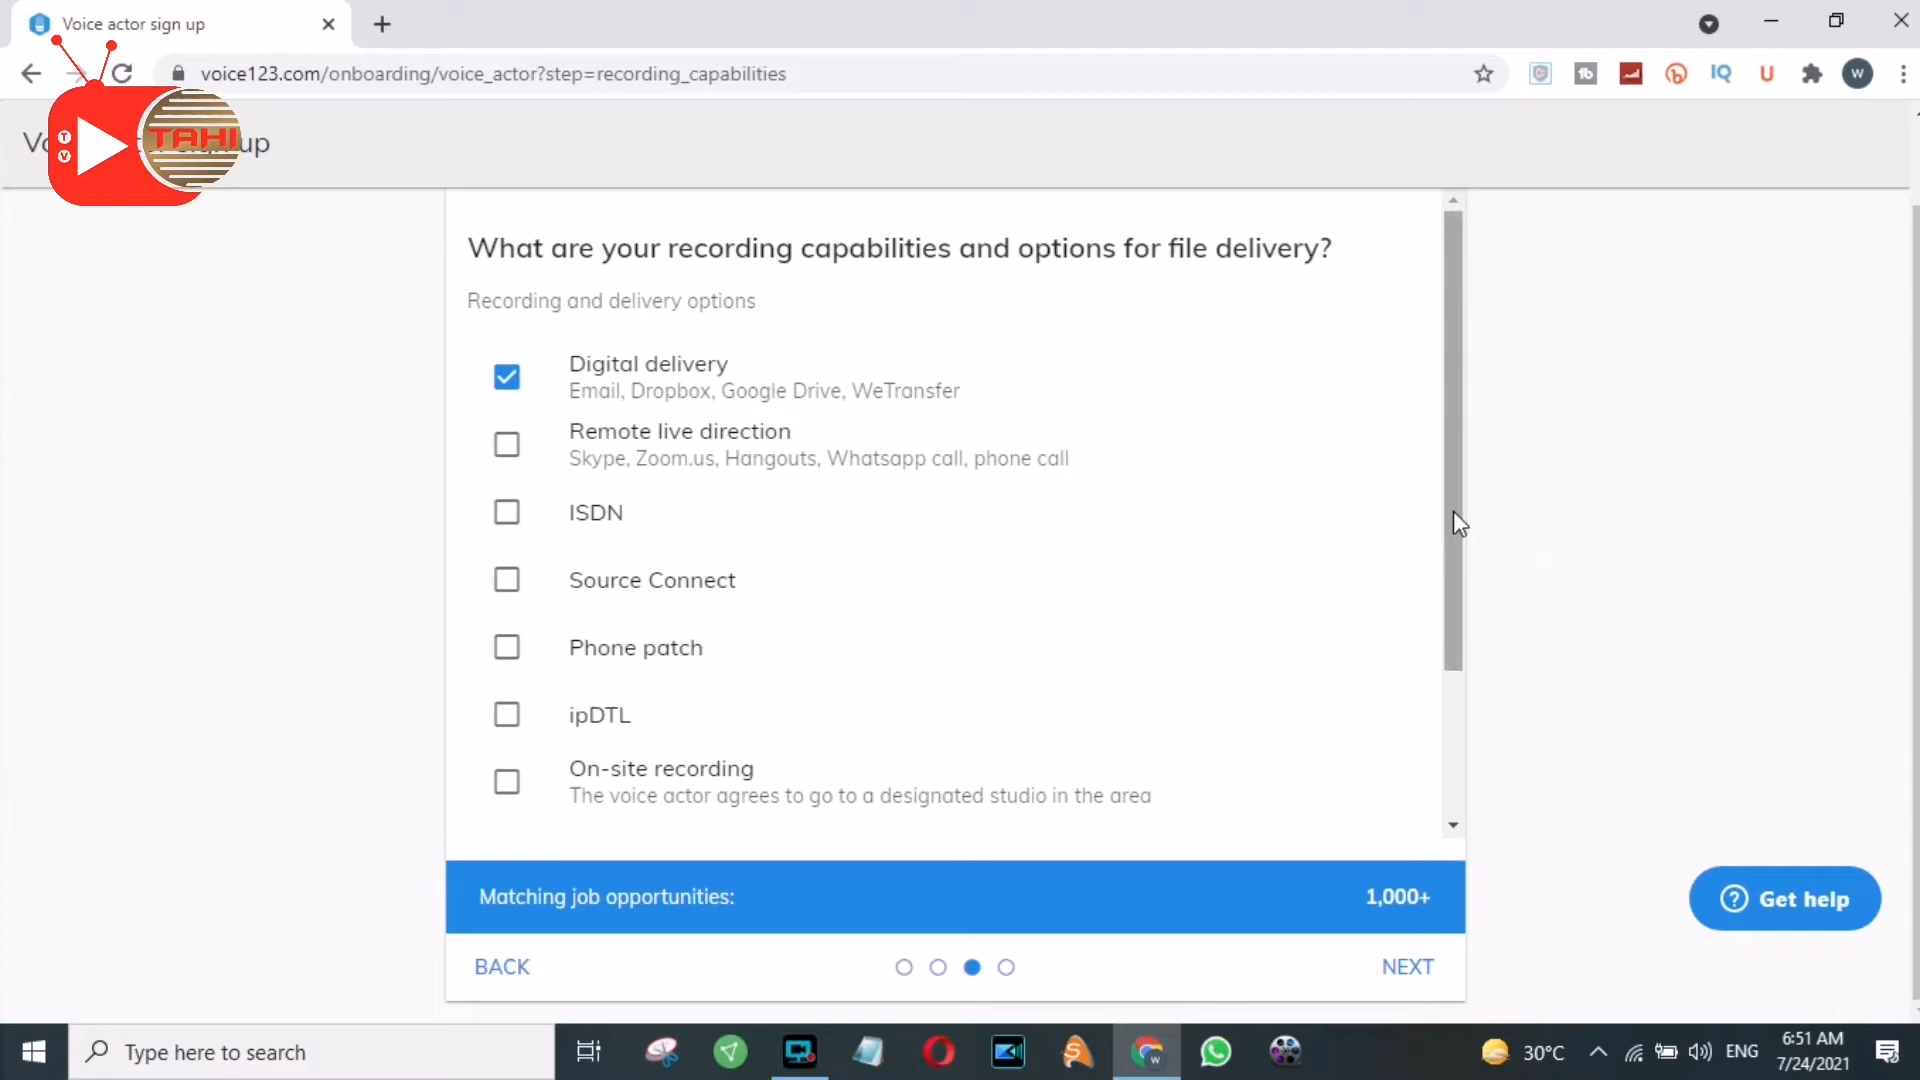 Voice actor sign up
voice123.com/onboarding/voice_actor?step=recording_capabilities
W
up
T
V
TAHI
What are your recording capabilities and options for file delivery?
Recording and delivery options
Digital delivery
Email, Dropbox, Google Drive, WeTransfer
Remote live direction
Skype, Zoom.us, Hangouts, Whatsapp call, phone call
ISDN
Source Connect
Phone patch
ipDTL
On-site recording
The voice actor agrees to go to a designated studio in the area
Matching job opportunities: 1,000+
Get help
BACK
NEXT
Type here to search
30°C
ENG
6:51 AM
7/24/2021